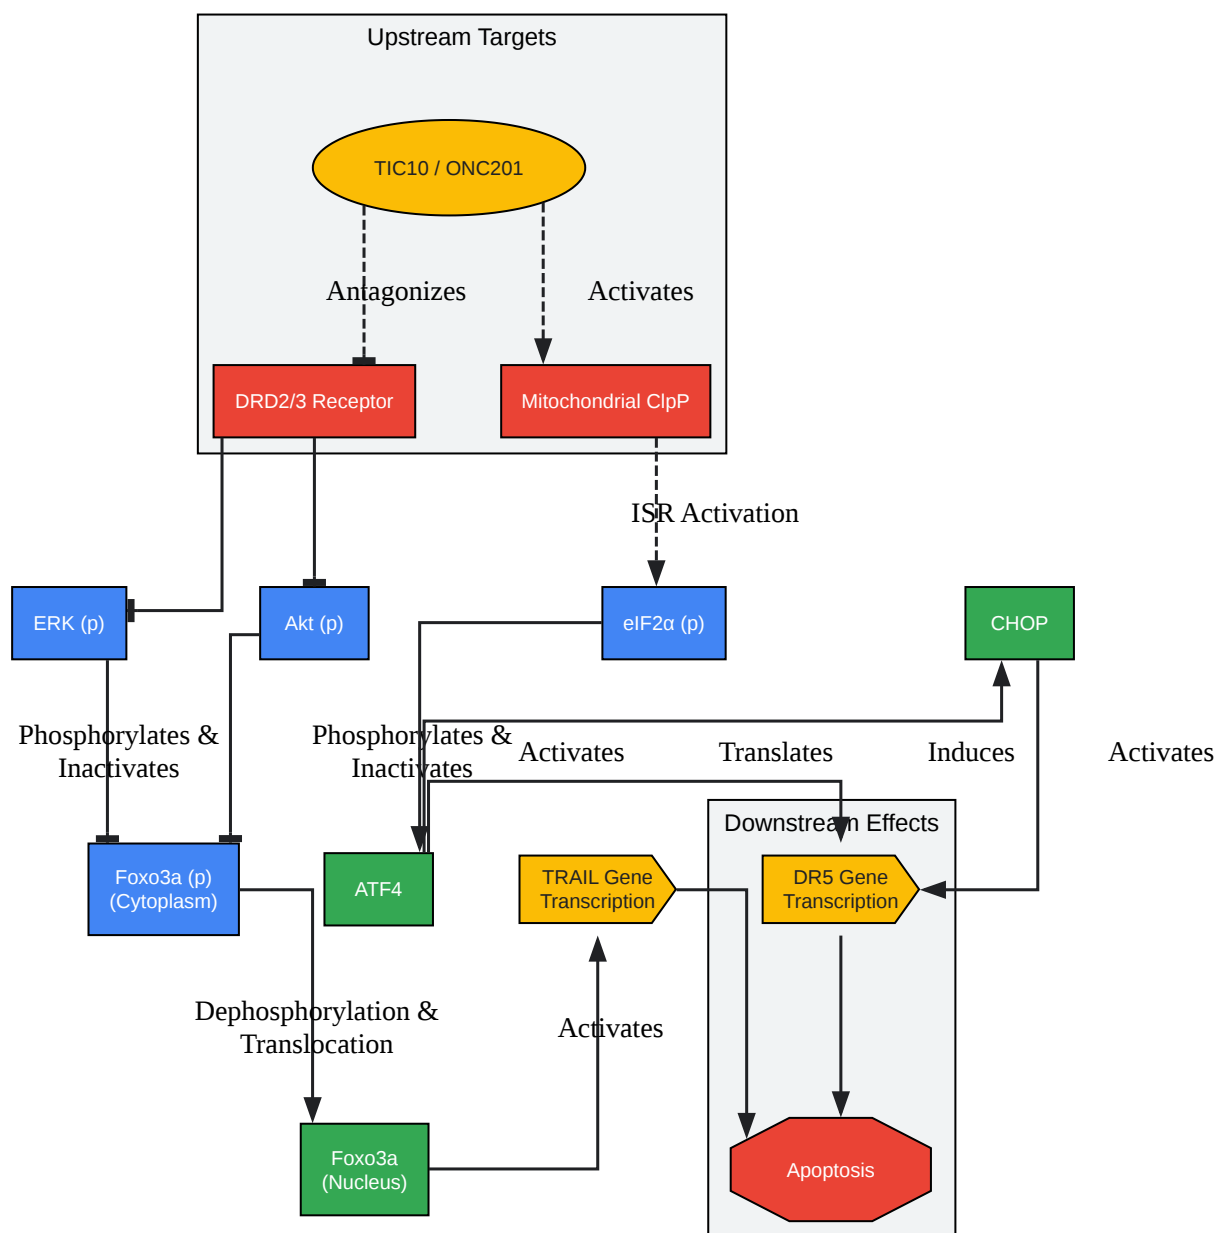 Upstream Targets
TIC10 / ONC201
Antagonizes
Activates
DRD2/3 Receptor
Mitochondrial ClpP
ISR Activation
ERK (p)
Akt (p)
eIF2α (p)
CHOP
Phosphorylates &
Inactivates
Phosphorylates &
Inactivates
Activates
Translates
Induces
Activates
Downstream Effects
Foxo3a (p)
(Cytoplasm)
ATF4
TRAIL Gene
Transcription
DR5 Gene
Transcription
Dephosphorylation &
Translocation
Activates
Foxo3a
(Nucleus)
Apoptosis